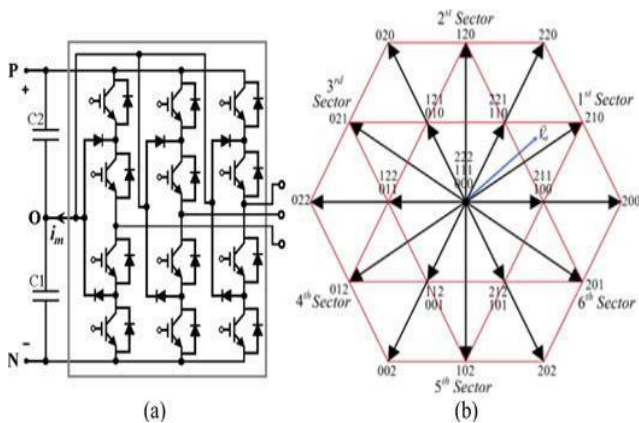 P
+
C2
O
i_m
C1
N
-
(a)
2st Sector
020
120
220
3rd
Sector
121
010
221
110
1st Sector
021
210
222
111
000
122
011
211
100
022
200
012
4th Sector
112
001
212
101
201
6th Sector
002
102
202
5th Sector
(b)